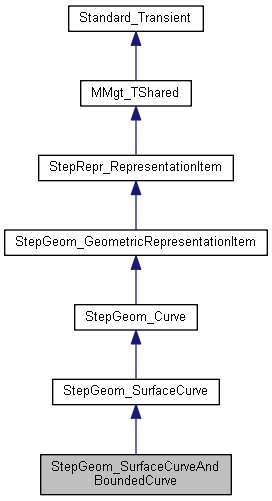 Standard_Transient
MMgt_TShared
StepRepr_RepresentationItem
StepGeom_GeometricRepresentationItem
StepGeom_Curve
StepGeom_SurfaceCurve
StepGeom_SurfaceCurveAnd
BoundedCurve